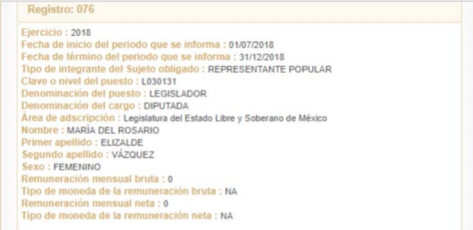 Registro: 076
Ejercicio : 2018
Fecha de inicio del periodo que se informa : 01/07/2018
Fecha de término del periodo que se informa : 31/12/2018
Tipo de integrante del Sujeto obligado : REPRESENTANTE POPULAR
Clave o nivel del puesto : L030131
Denominación del puesto : LEGISLADOR
Denominación del cargo : DIPUTADA
Área de adscripción : Legislatura del Estado Libre y Soberano de México
Nombre : MARÍA DEL ROSARIO
Primer apellido : ELIZALDE
Segundo apellido : VÁZQUEZ
Sexo : FEMENINO
Remuneración mensual bruta : 0
Tipo de moneda de la remuneración bruta : NA
Remuneración mensual neta : 0
Tipo de moneda de la remuneración neta : NA